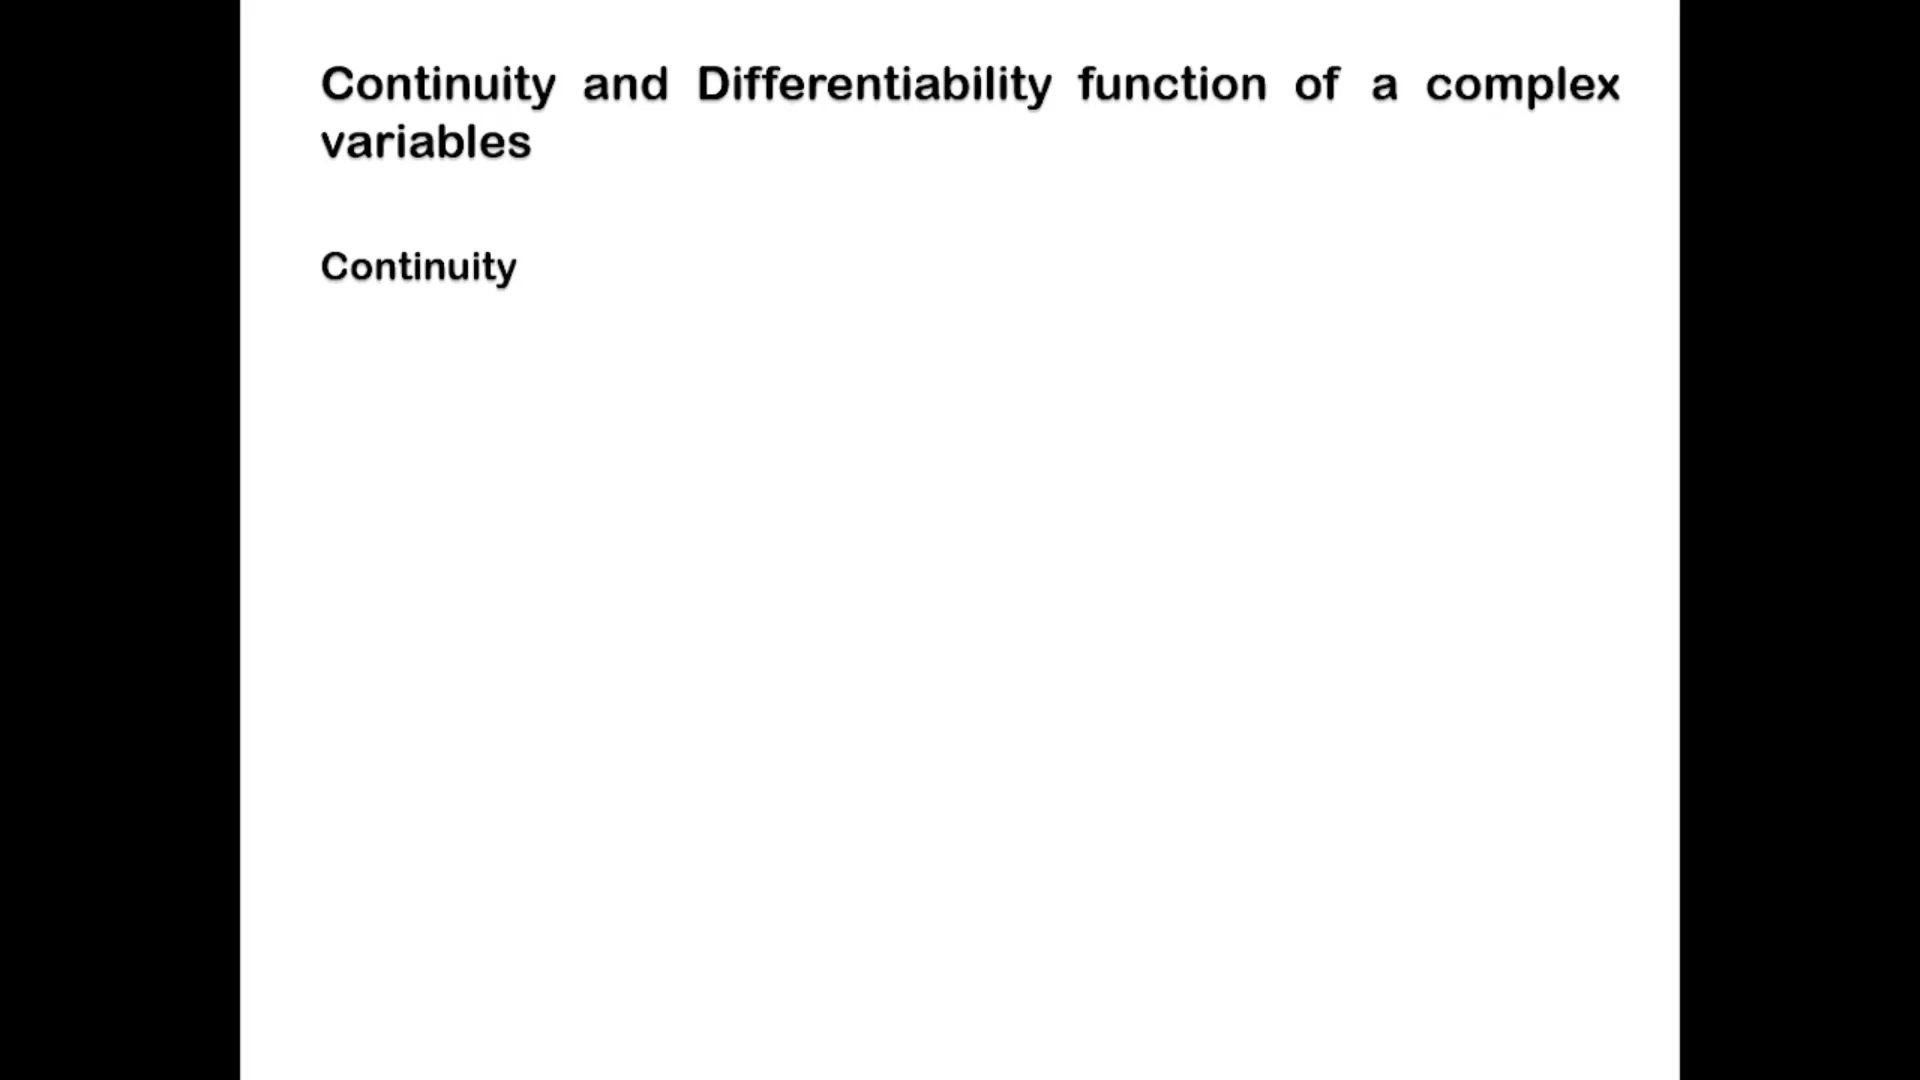 Continuity and Differentiability function of a complex
variables
Continuity